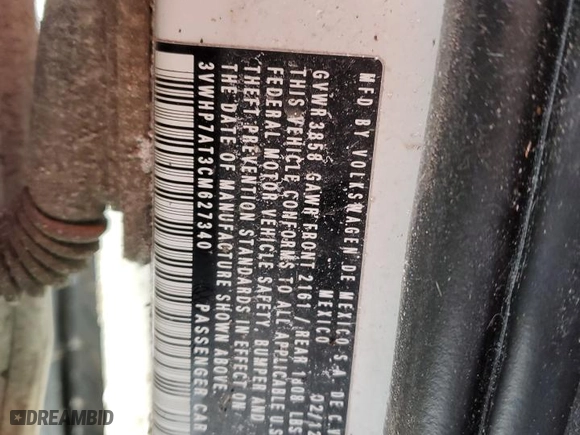 MFD BY VOLKSWAGEN DE MEXICO S.A. DE C.V.
MEXICO 02/12
GVWR 3858 GAWR FRONT 2167 / REAR LBS
THIS VEHICLE CONFORMS TO ALL APPLICABLE U.S
FEDERAL MOTOR VEHICLE SAFETY, BUMPER AND
THEFT PREVENTION STANDARDS IN EFFECT ON
THE DATE OF MANUFACTURE SHOWN ABOVE
3VWHP7AT3CM627340 PASSENGER CAR
DREAMBID